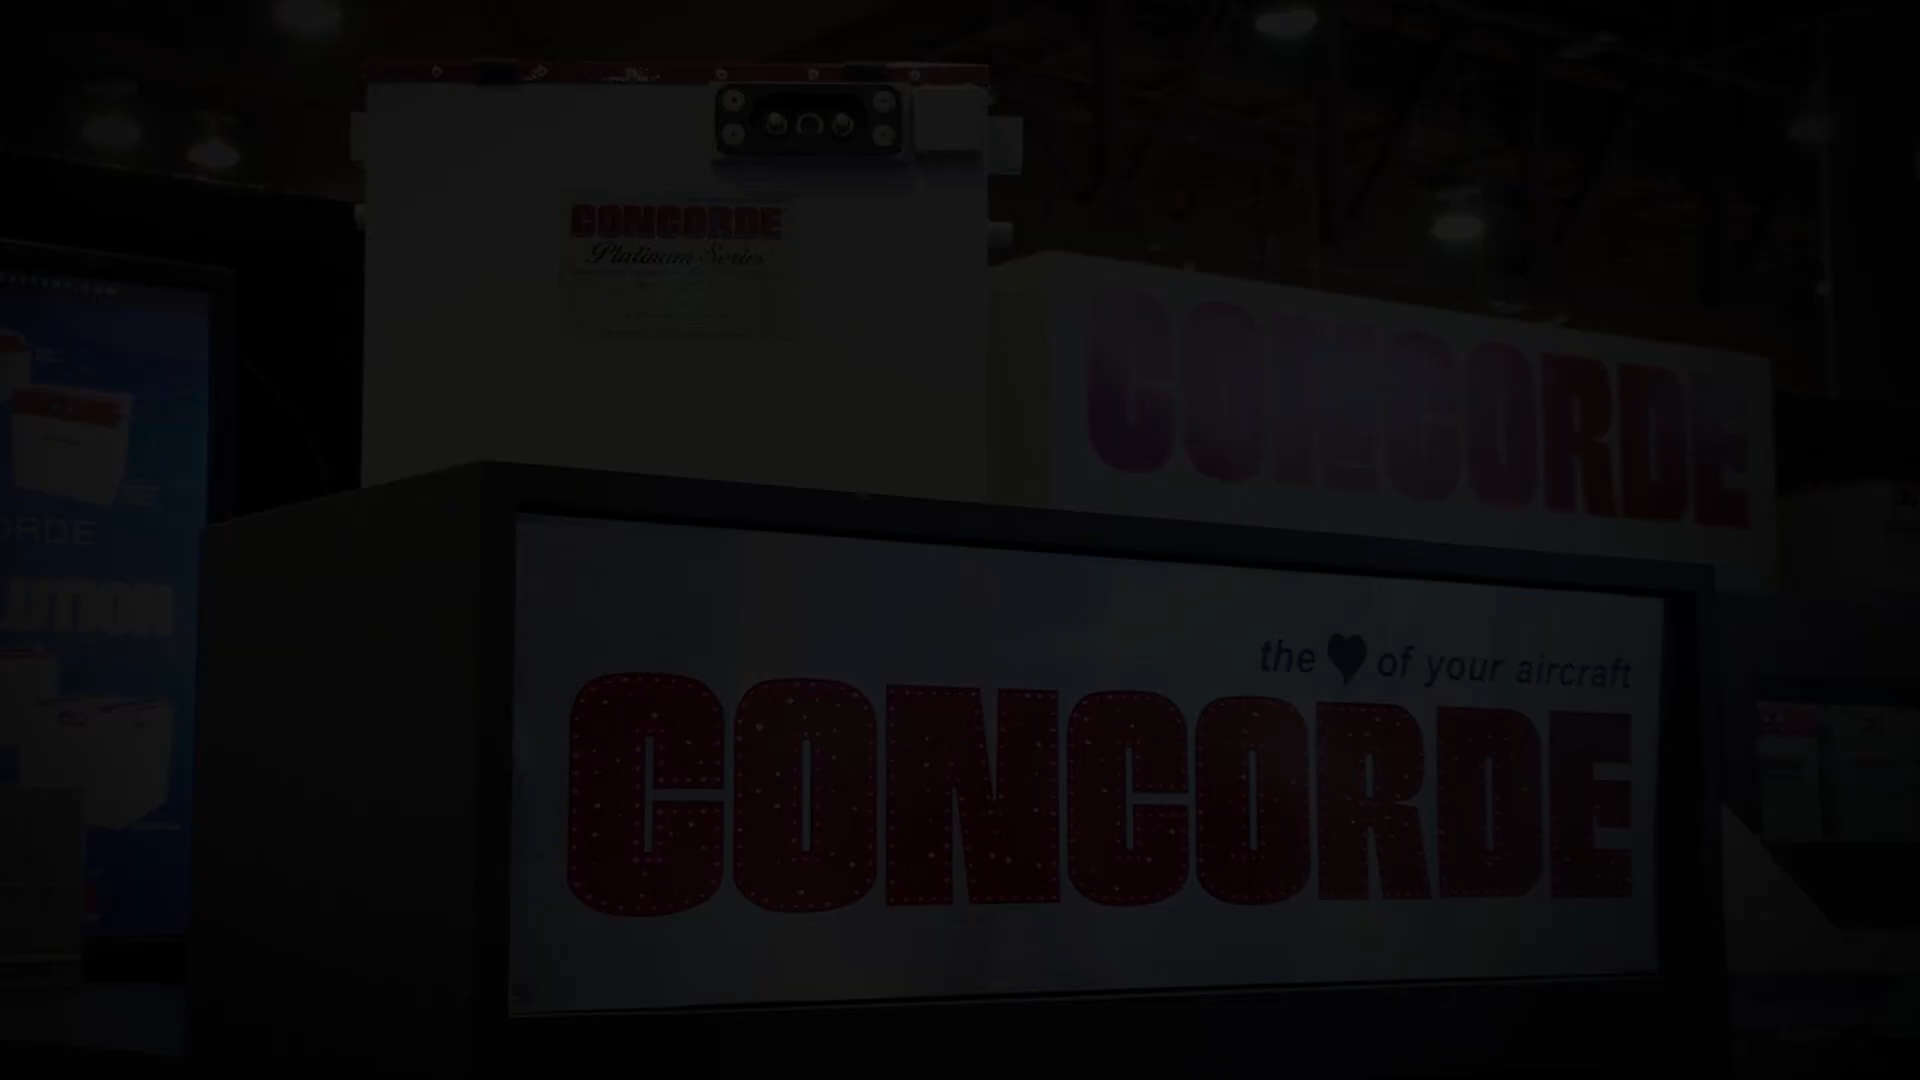 CONCORDE
Platinum Series
CONCORDE
ORDE
the ♥ of your aircraft
CONCORDE